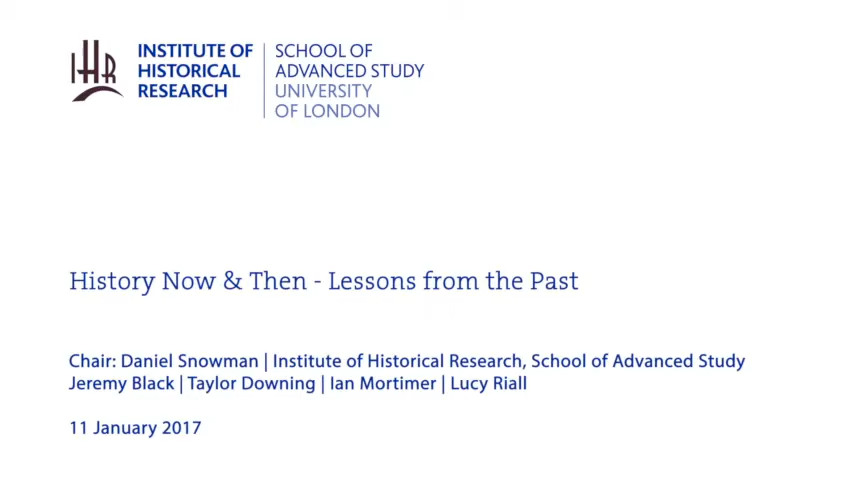 IHR
INSTITUTE OF
HISTORICAL
RESEARCH
SCHOOL OF
ADVANCED STUDY
UNIVERSITY
OF LONDON
History Now & Then - Lessons from the Past
Chair: Daniel Snowman | Institute of Historical Research, School of Advanced Study
Jeremy Black | Taylor Downing | Ian Mortimer | Lucy Riall
11 January 2017